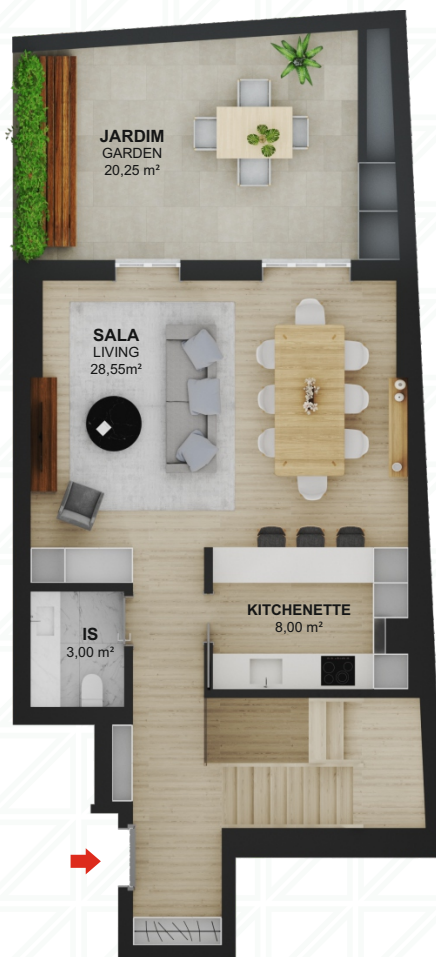 JARDIM
GARDEN
20,25 m²
SALA
LIVING
28,55m²
KITCHENETTE
8,00 m²
IS
3,00 m²